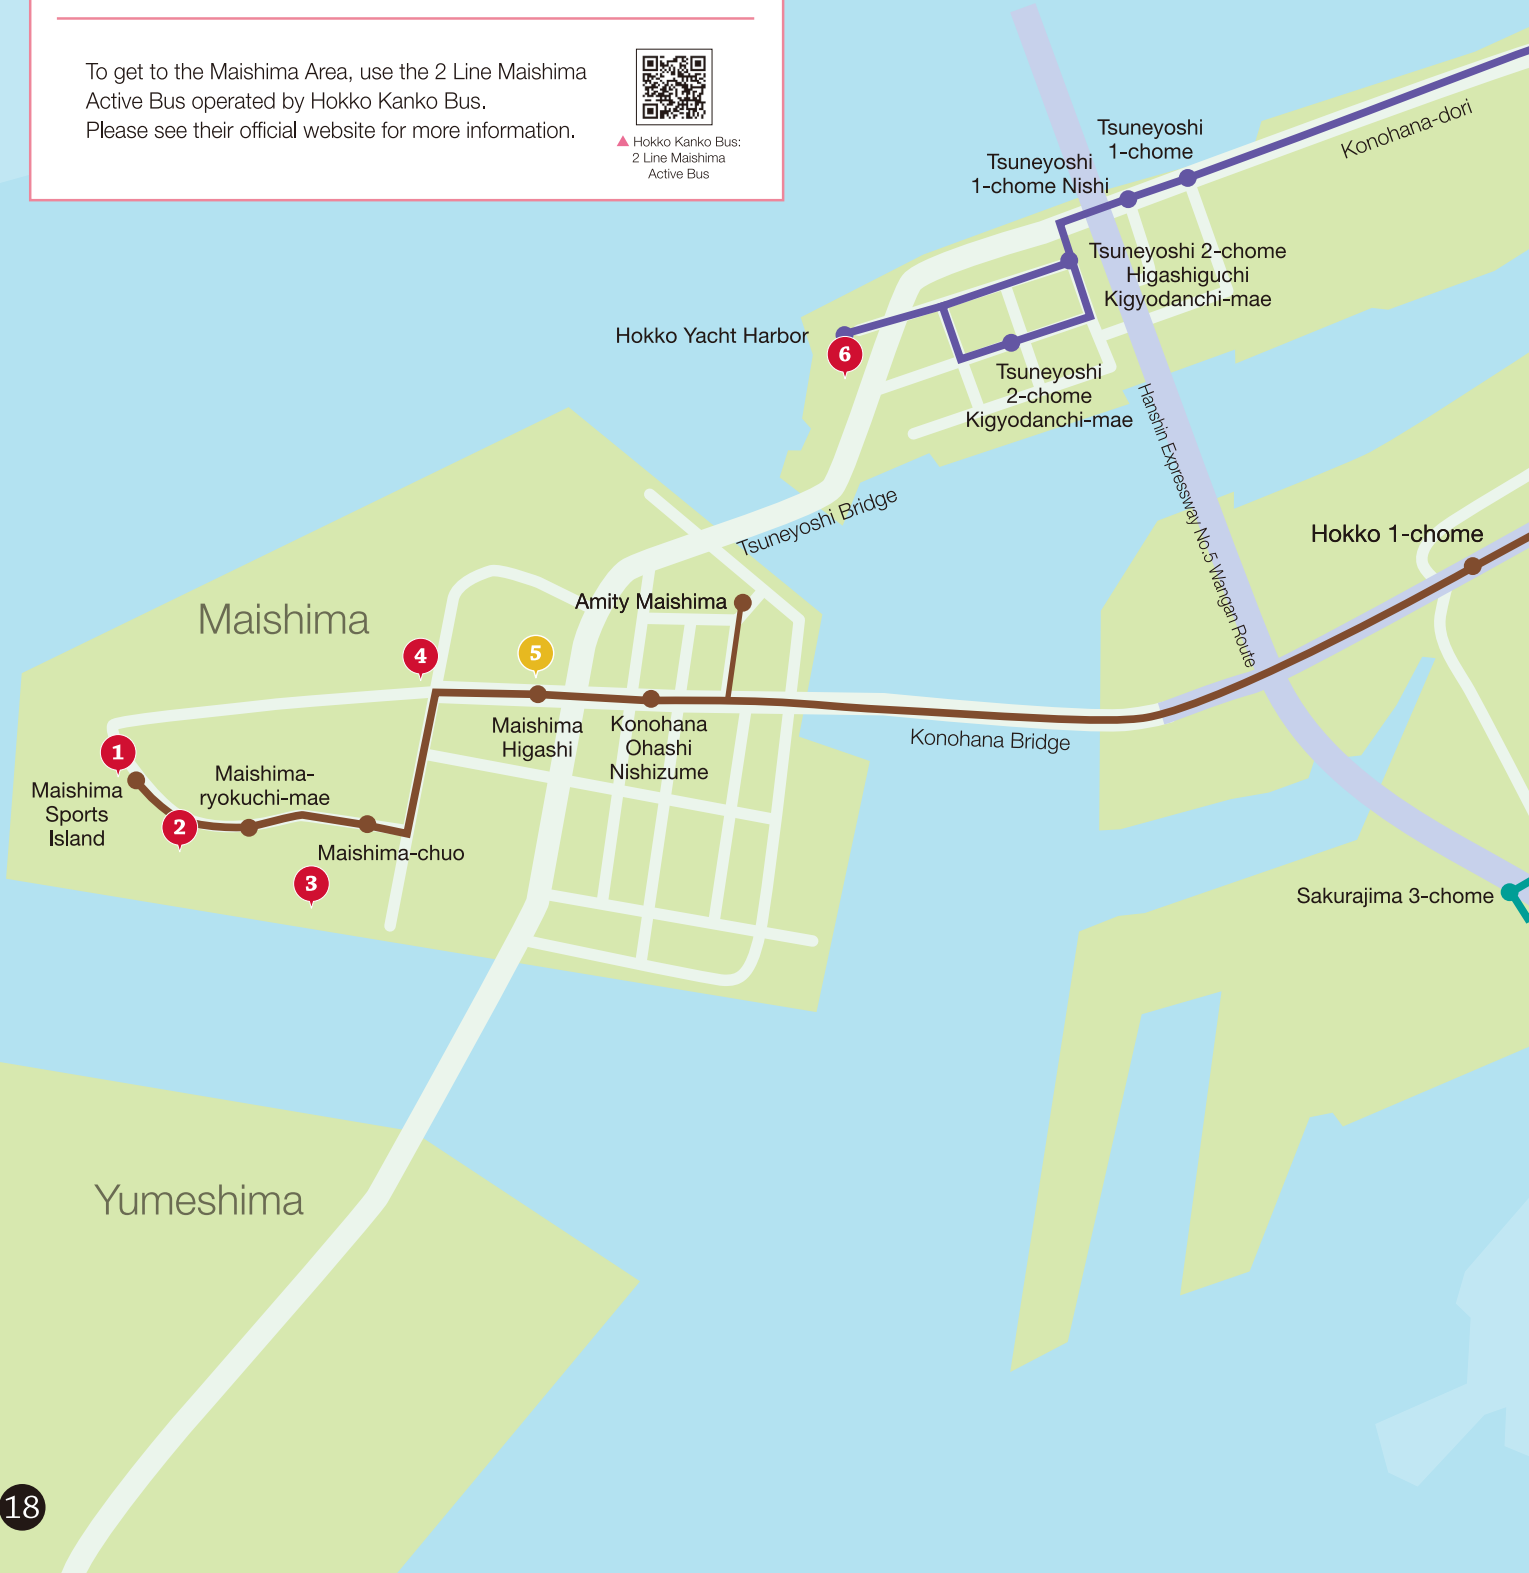 To get to the Maishima Area, use the 2 Line Maishima
Active Bus operated by Hokko Kanko Bus.
Please see their official website for more information.
▲ Hokko Kanko Bus:
2 Line Maishima
Active Bus
Tsuneyoshi
1-chome
Konohana-dori
Tsuneyoshi
1-chome Nishi
Tsuneyoshi 2-chome
Higashiguchi
Kigyodanchi-mae
Hokko Yacht Harbor
6
Tsuneyoshi
2-chome
Kigyodanchi-mae
Hanshin Expressway No.5 Wangan Route
Tsuneyoshi Bridge
Hokko 1-chome
Amity Maishima
Maishima
4
5
Maishima
Higashi
Konohana
Ohashi
Nishizume
Konohana Bridge
1
Maishima
Sports
Island
Maishima-
ryokuchi-mae
2
Maishima-chuo
3
Sakurajima 3-chome
Yumeshima
18